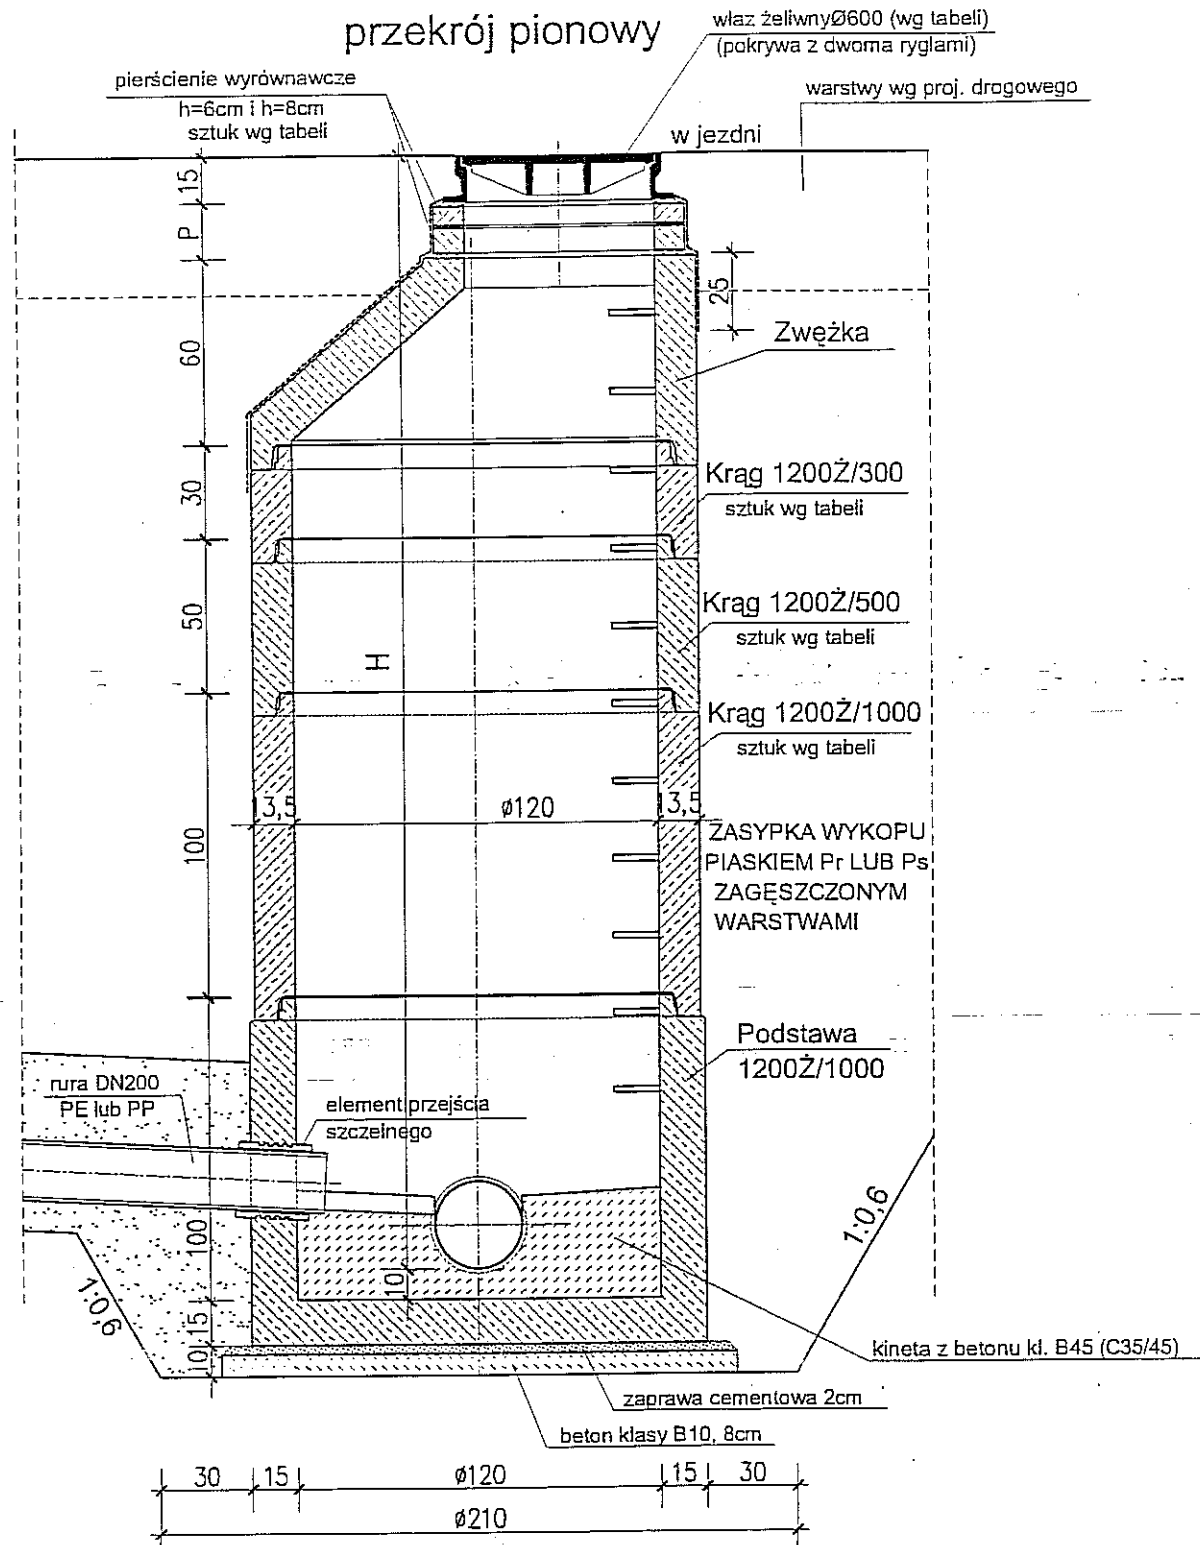 przekrój pionowy
właz żeliwnyØ600 (wg tabeli)
(pokrywa z dwoma ryglami)
pierścienie wyrównawcze
h=6cm i h=8cm
sztuk wg tabeli
warstwy wg proj. drogowego
w jezdni
15
P
25
60
Zwężka
30
Krąg 1200Ż/300
sztuk wg tabeli
50
Krąg 1200Ż/500
sztuk wg tabeli
H
Krąg 1200Ż/1000
sztuk wg tabeli
13,5
ø120
13,5
100
ZASYPKA WYKOPU
PIASKIEM Pr LUB Ps
ZAGĘSZCZONYM
WARSTWAMI
Podstawa
1200Ż/1000
rura DN200
PE lub PP
element przejścia
szczelnego
100
10
1:0,6
1:0,6
15
10
kineta z betonu kl. B45 (C35/45)
zaprawa cementowa 2cm
beton klasy B10, 8cm
30
15
ø120
15
30
ø210